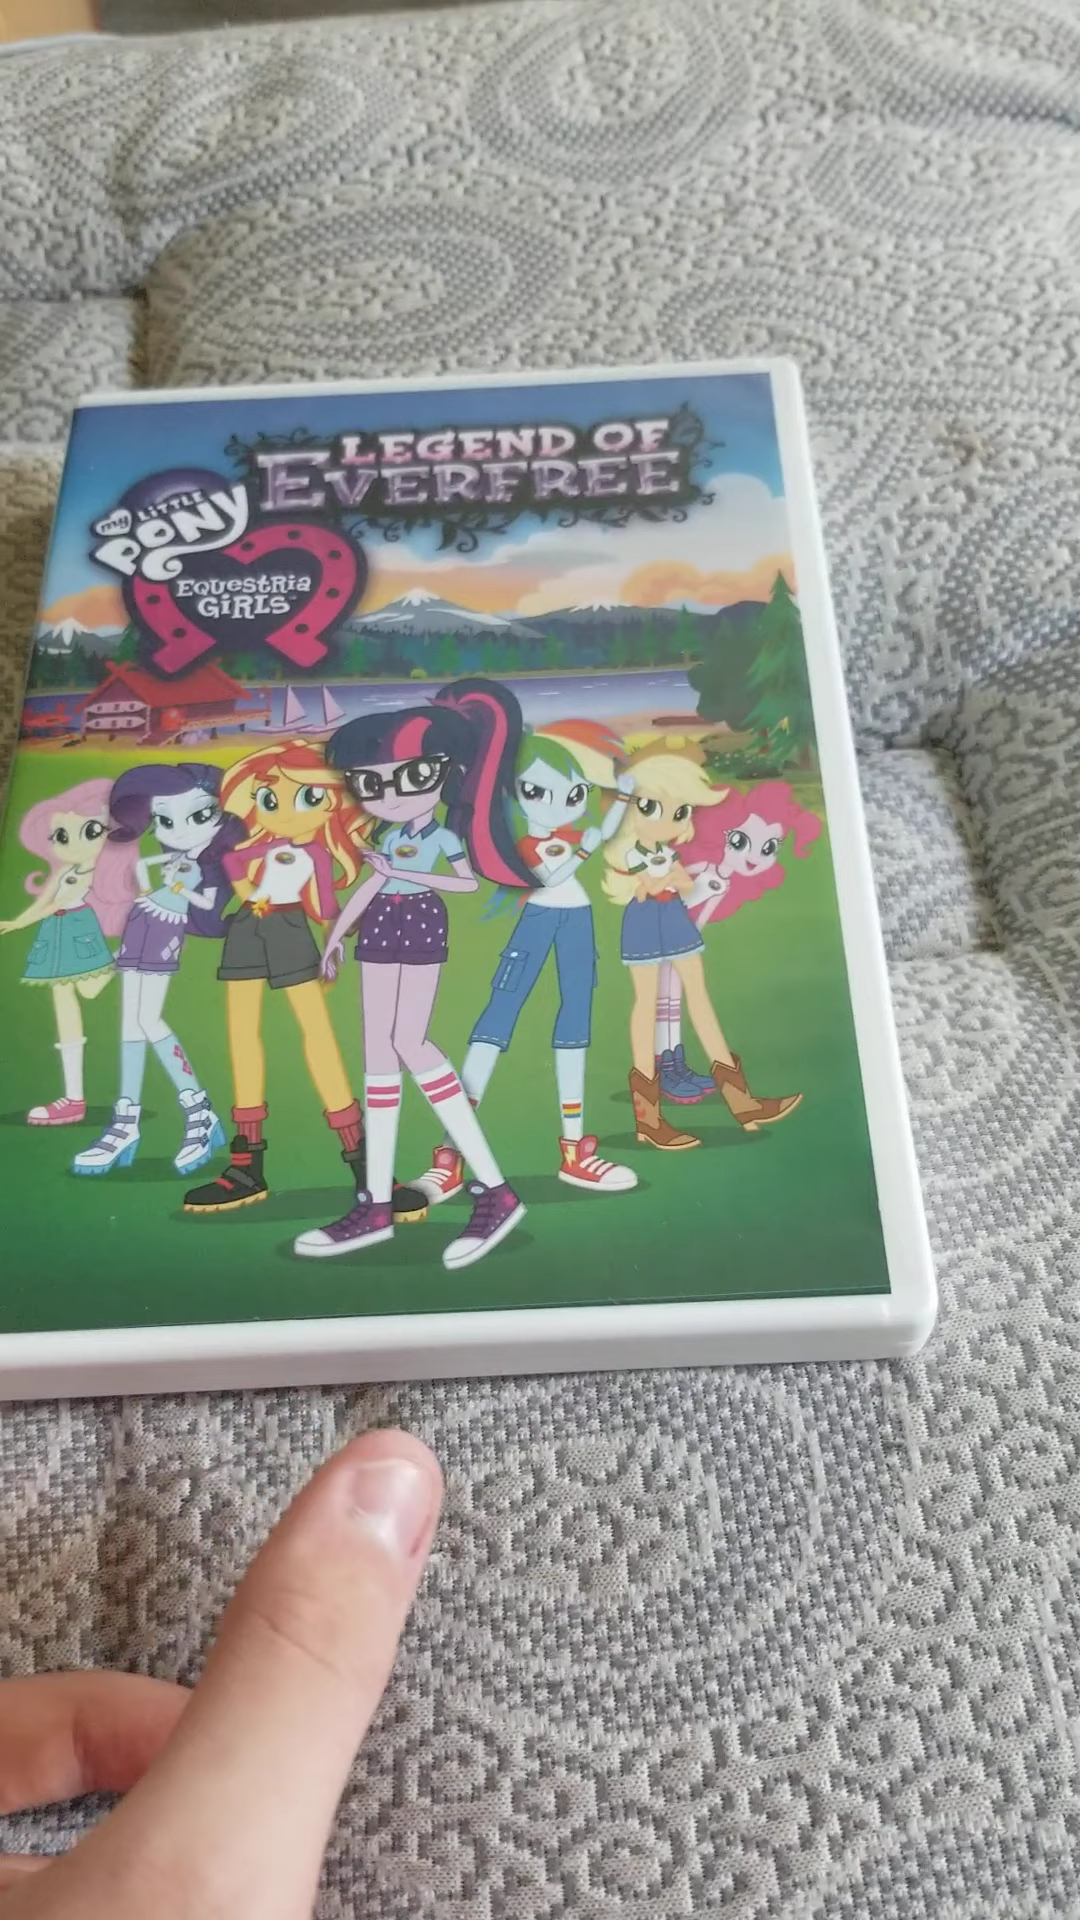 LEGEND OF
EVERFREE
my LiTTLE
PONY
EQUESTRIA
GiRLS